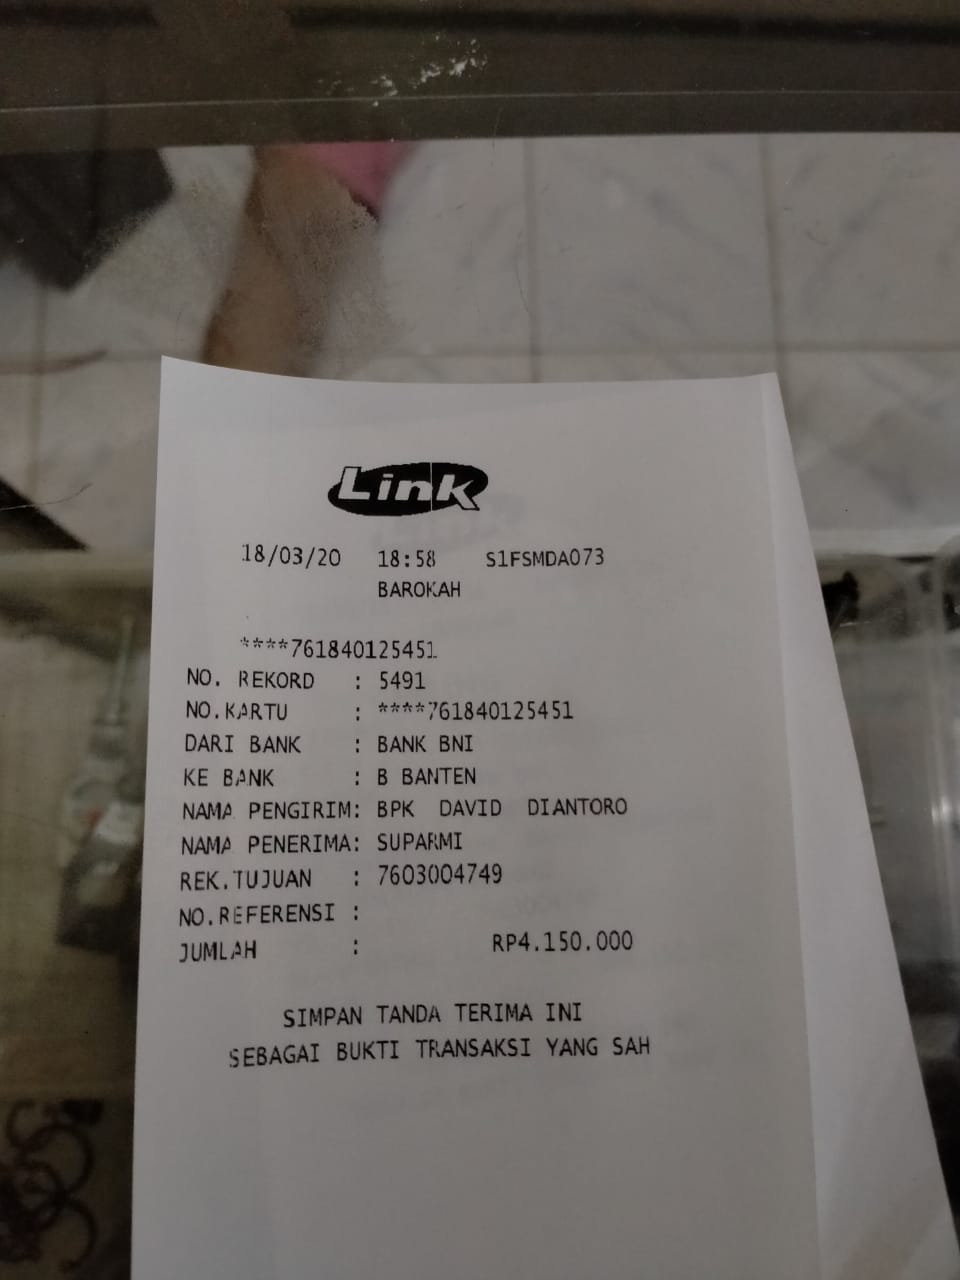 Link
18/03/20 18:58 S1FSMDA073
BAROKAH
****761840125451
NO. REKORD : 5491
NO.KARTU : ****761840125451
DARI BANK : BANK BNI
KE BANK : B BANTEN
NAMA PENGIRIM: BPK DAVID DIANTORO
NAMA PENERIMA: SUPARMI
REK.TUJUAN : 7603004749
NO.REFERENSI :
JUMLAH : RP4.150.000
SIMPAN TANDA TERIMA INI
SEBAGAI BUKTI TRANSAKSI YANG SAH